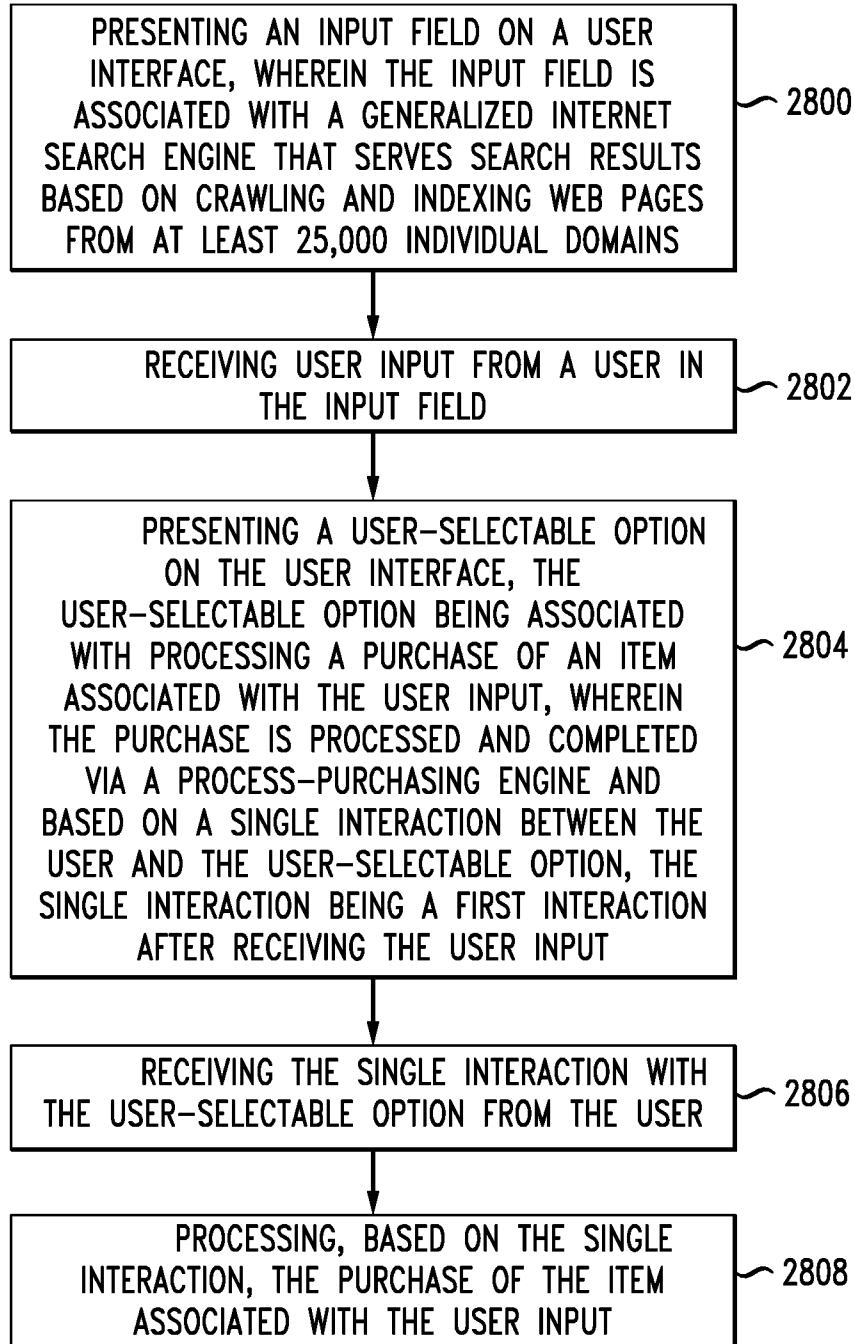 PRESENTING AN INPUT FIELD ON A USER
INTERFACE, WHEREIN THE INPUT FIELD IS
ASSOCIATED WITH A GENERALIZED INTERNET
SEARCH ENGINE THAT SERVES SEARCH RESULTS
BASED ON CRAWLING AND INDEXING WEB PAGES
FROM AT LEAST 25,000 INDIVIDUAL DOMAINS
2800
RECEIVING USER INPUT FROM A USER IN
THE INPUT FIELD
2802
PRESENTING A USER-SELECTABLE OPTION
ON THE USER INTERFACE, THE
USER-SELECTABLE OPTION BEING ASSOCIATED
WITH PROCESSING A PURCHASE OF AN ITEM
ASSOCIATED WITH THE USER INPUT, WHEREIN
THE PURCHASE IS PROCESSED AND COMPLETED
VIA A PROCESS-PURCHASING ENGINE AND
BASED ON A SINGLE INTERACTION BETWEEN THE
USER AND THE USER-SELECTABLE OPTION, THE
SINGLE INTERACTION BEING A FIRST INTERACTION
AFTER RECEIVING THE USER INPUT
2804
RECEIVING THE SINGLE INTERACTION WITH
THE USER-SELECTABLE OPTION FROM THE USER
2806
PROCESSING, BASED ON THE SINGLE
INTERACTION, THE PURCHASE OF THE ITEM
ASSOCIATED WITH THE USER INPUT
2808